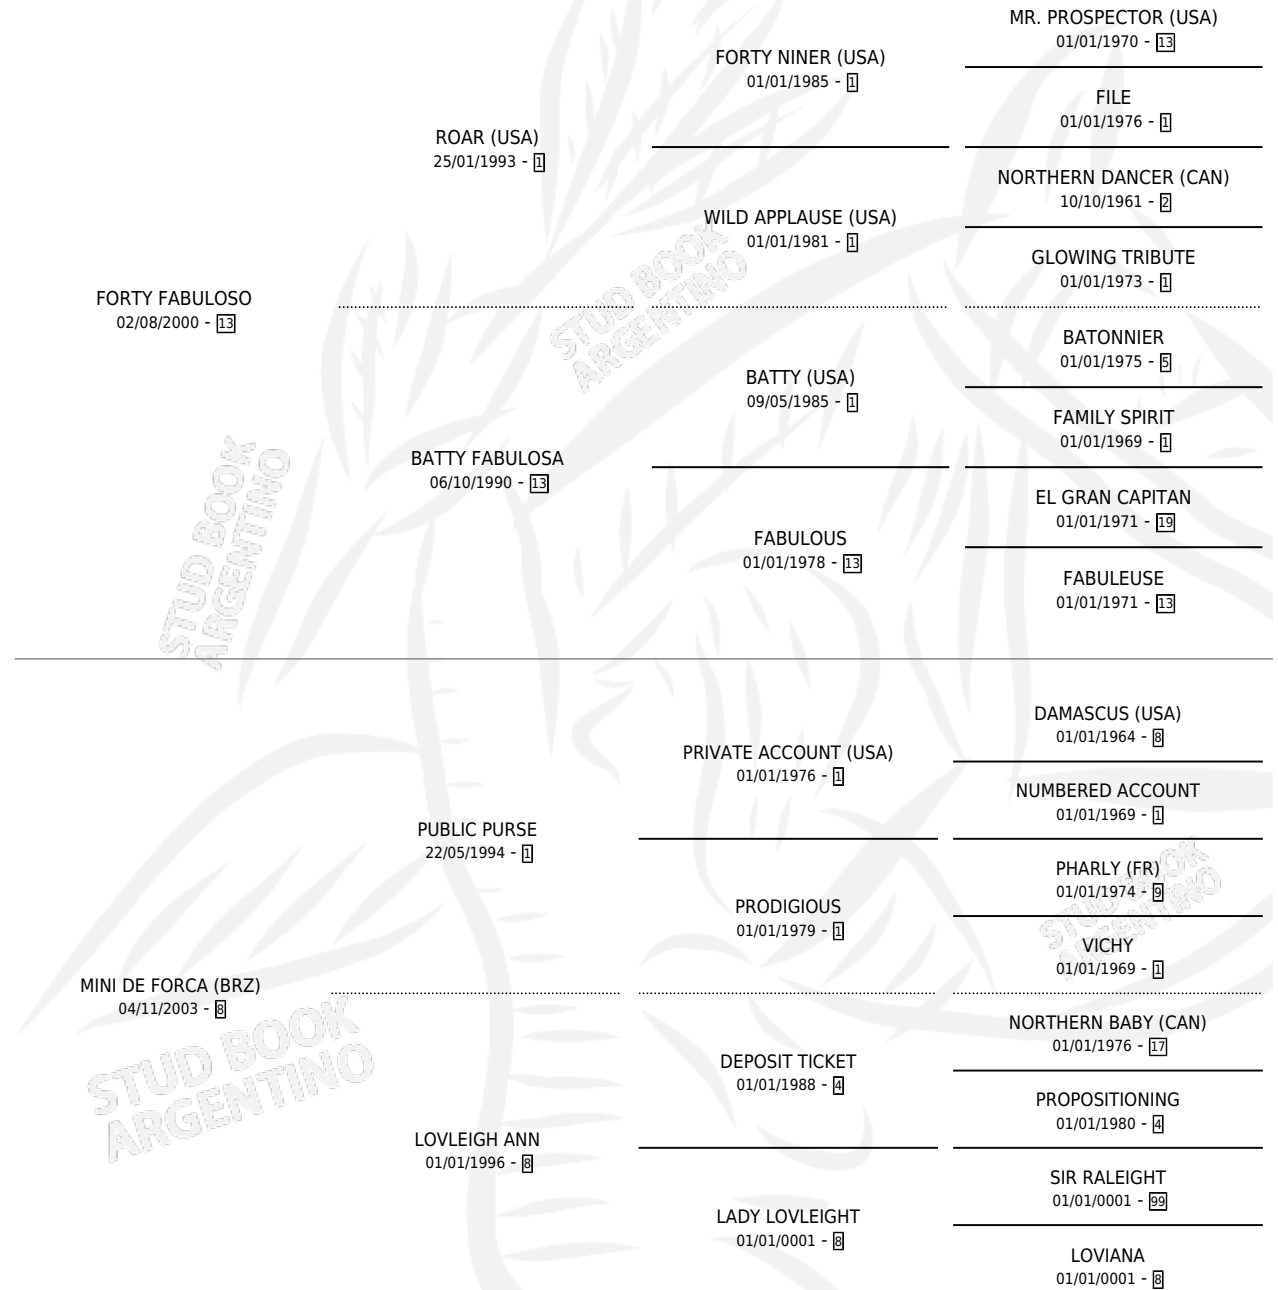 MR. PROSPECTOR (USA)
01/01/1970 - 13
FORTY NINER (USA)
01/01/1985 - 1
FILE
01/01/1976 - 1
ROAR (USA)
25/01/1993 - 1
NORTHERN DANCER (CAN)
10/10/1961 - 2
WILD APPLAUSE (USA)
01/01/1981 - 1
GLOWING TRIBUTE
01/01/1973 - 1
FORTY FABULOSO
02/08/2000 - 13
STUD BOOK
ARGENTINO
BATONNIER
01/01/1975 - 5
BATTY (USA)
09/05/1985 - 1
FAMILY SPIRIT
01/01/1969 - 1
BATTY FABULOSA
06/10/1990 - 13
EL GRAN CAPITAN
01/01/1971 - 19
FABULOUS
01/01/1978 - 13
FABULEUSE
01/01/1971 - 13
STUD BOOK
ARGENTINO
DAMASCUS (USA)
01/01/1964 - 8
PRIVATE ACCOUNT (USA)
01/01/1976 - 1
NUMBERED ACCOUNT
01/01/1969 - 1
PUBLIC PURSE
22/05/1994 - 1
PHARLY (FR)
01/01/1974 - 9
PRODIGIOUS
01/01/1979 - 1
STUD BOOK
ARGENTINO
VICHY
01/01/1969 - 1
MINI DE FORCA (BRZ)
04/11/2003 - 8
STUD BOOK
ARGENTINO
NORTHERN BABY (CAN)
01/01/1976 - 17
DEPOSIT TICKET
01/01/1988 - 4
PROPOSITIONING
01/01/1980 - 4
LOVLEIGH ANN
01/01/1996 - 8
SIR RALEIGHT
01/01/0001 - 99
LADY LOVLEIGHT
01/01/0001 - 8
LOVIANA
01/01/0001 - 8